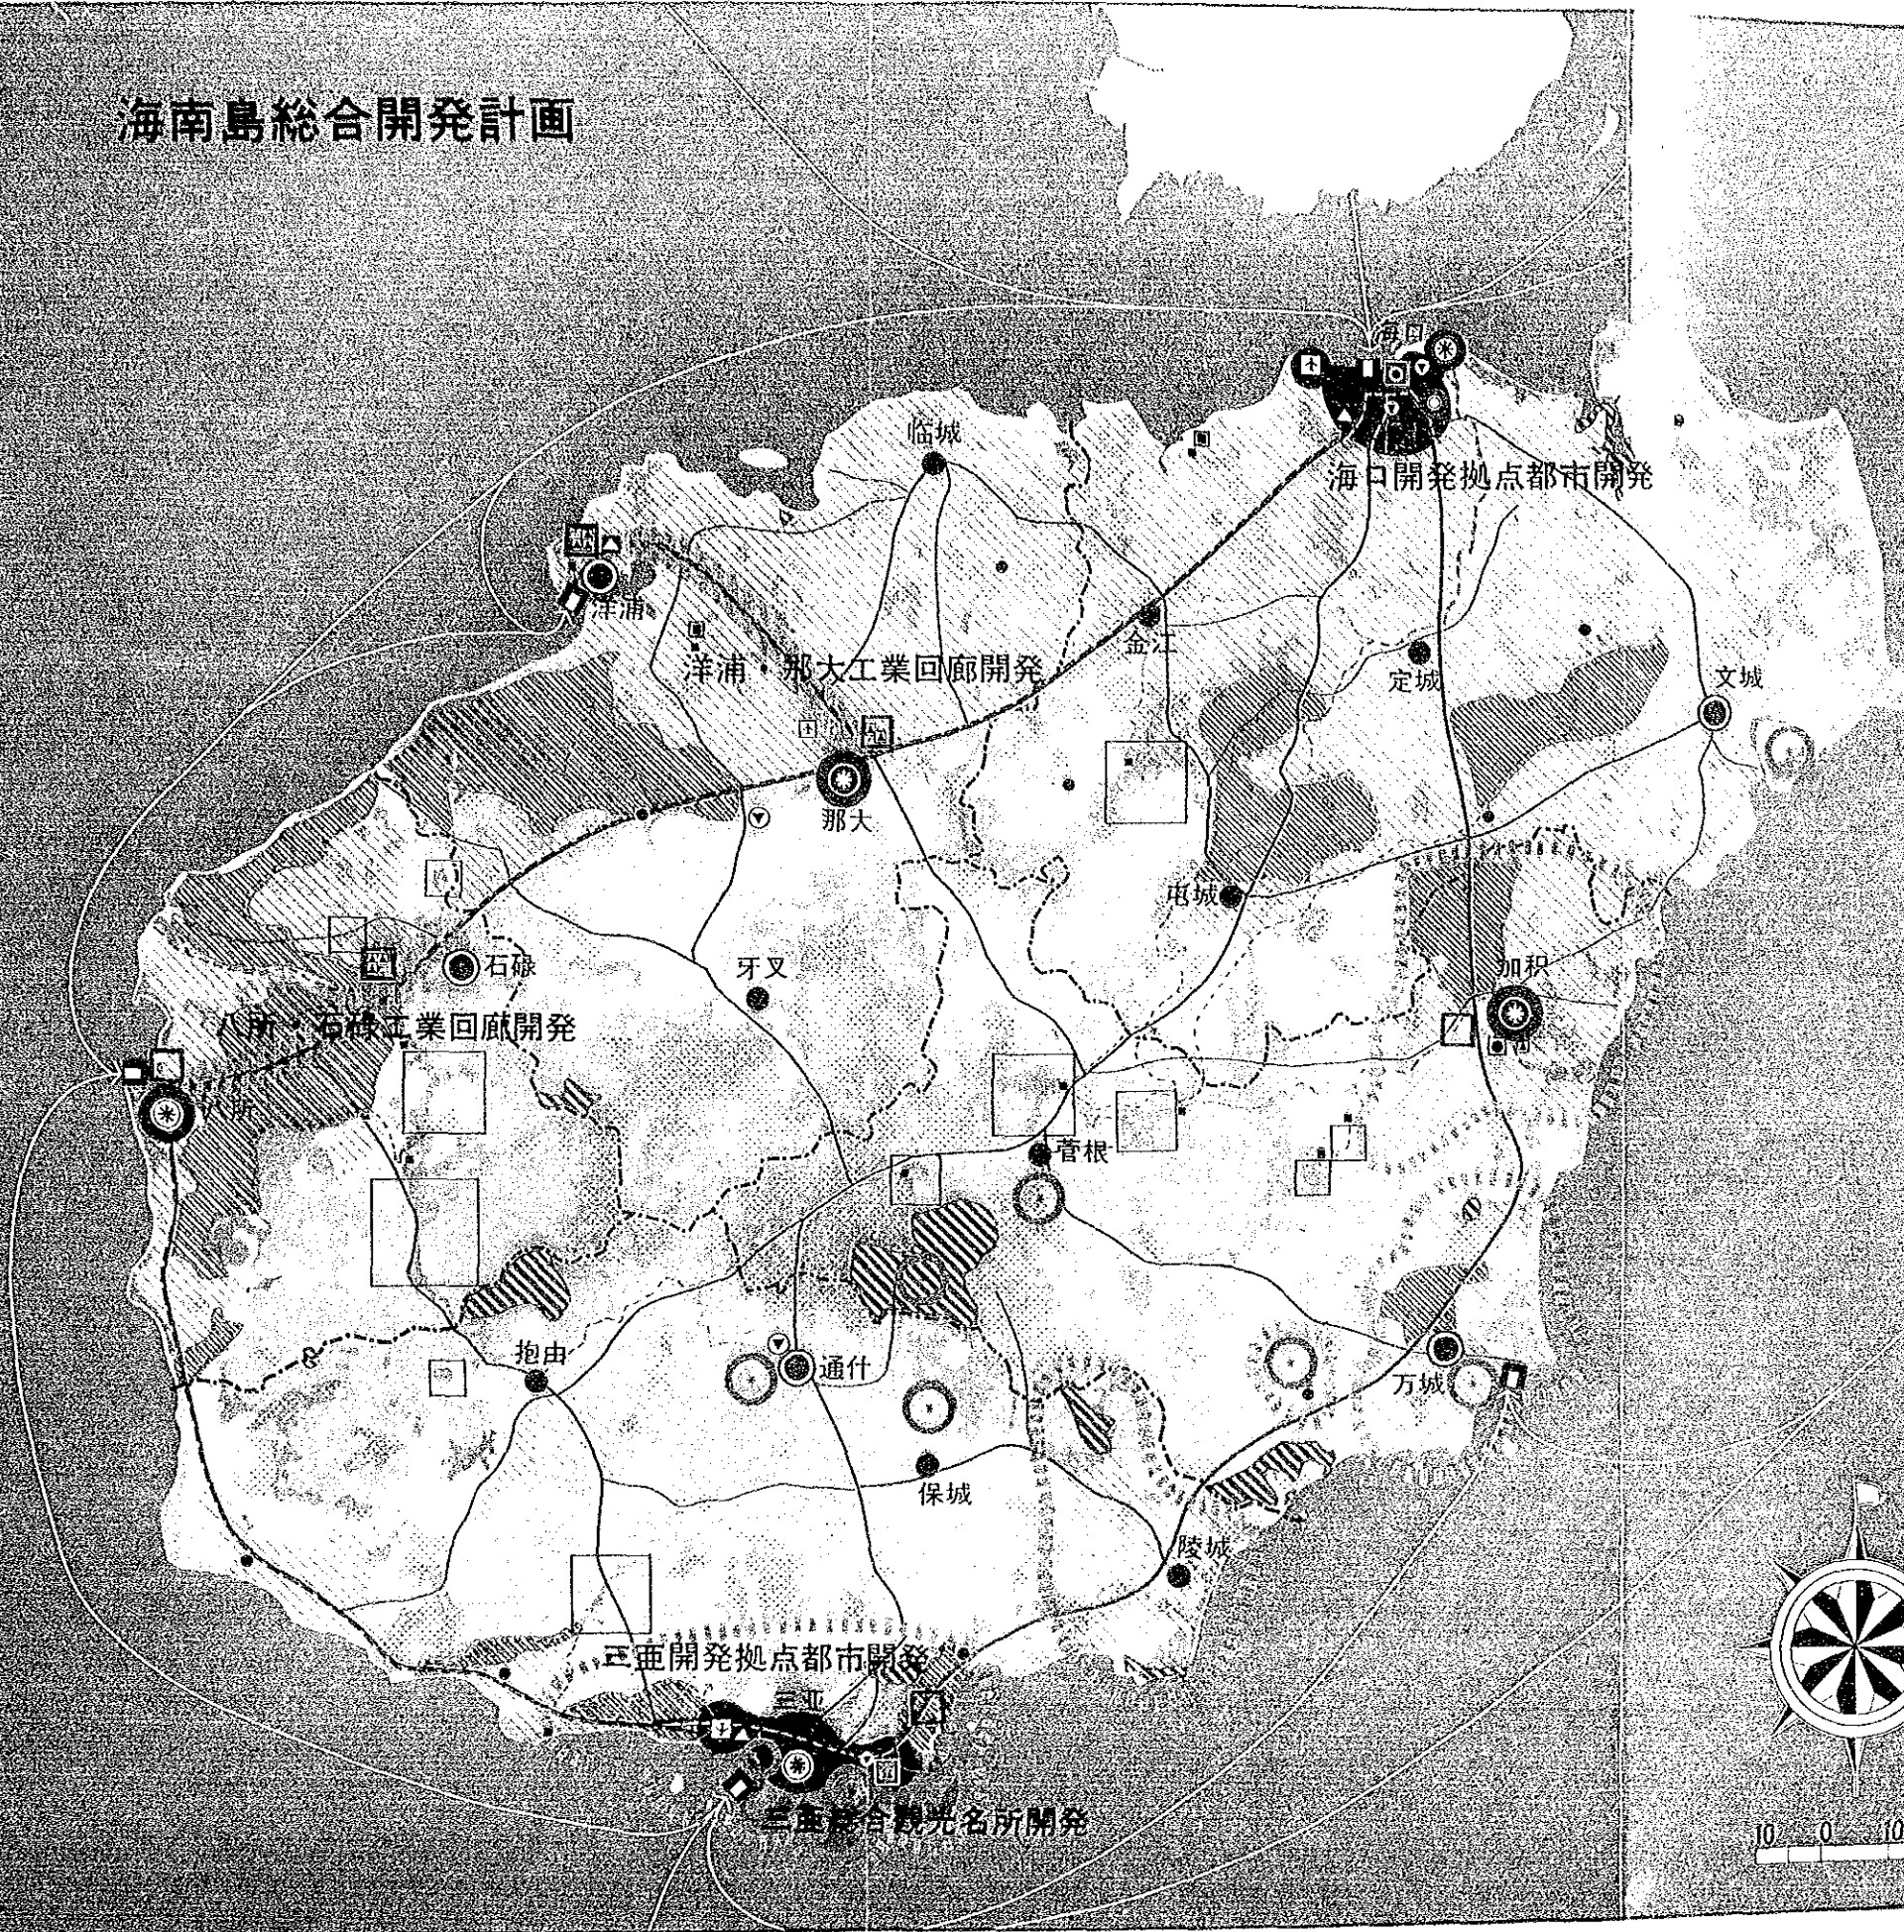 海南島総合開発計画
海口
海口開発拠点都市開発
临城
洋浦
洋浦・那大工業回廊開発
金江
定城
文城
那大
屯城
石碌
牙叉
加积
八所・石碌工業回廊開発
八所
菅根
抱由
通什
万城
保城
陵城
三亜開発拠点都市開発
三亚
三亜総合観光名所開発
10 0 10